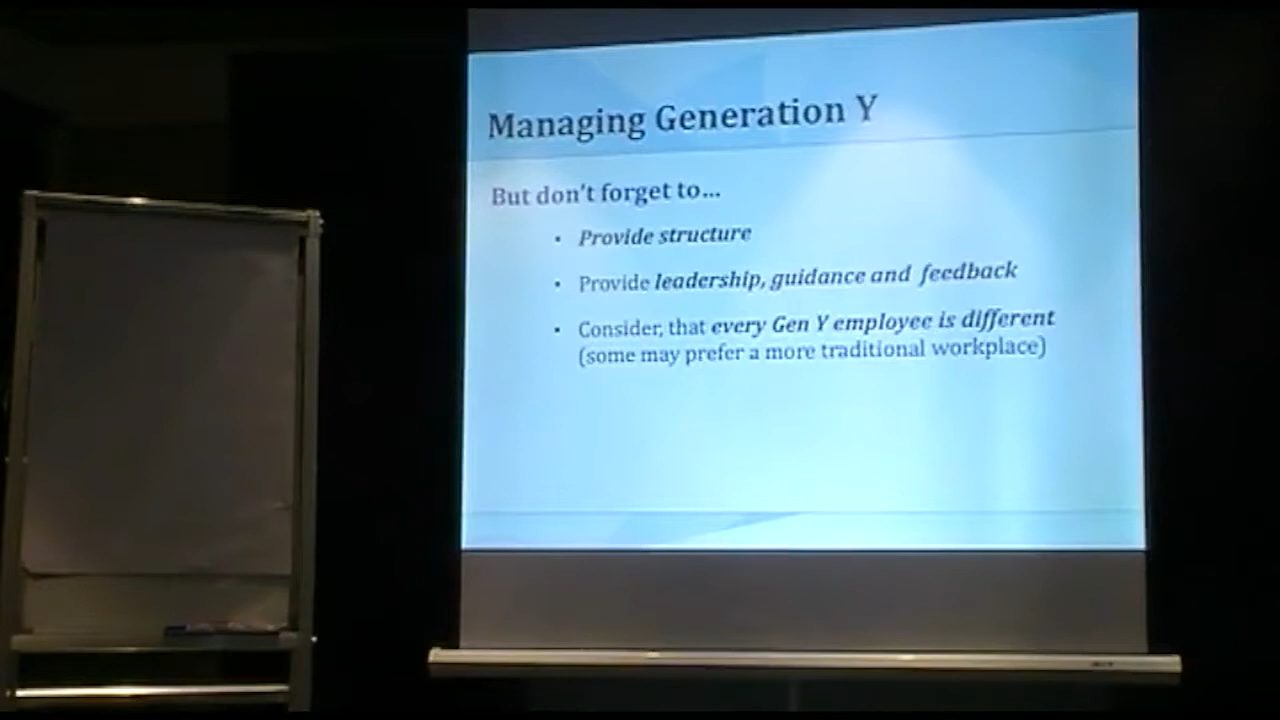 Managing Generation Y
But don't forget to...
• Provide structure
• Provide leadership, guidance and feedback
• Consider, that every Gen Y employee is different
(some may prefer a more traditional workplace)